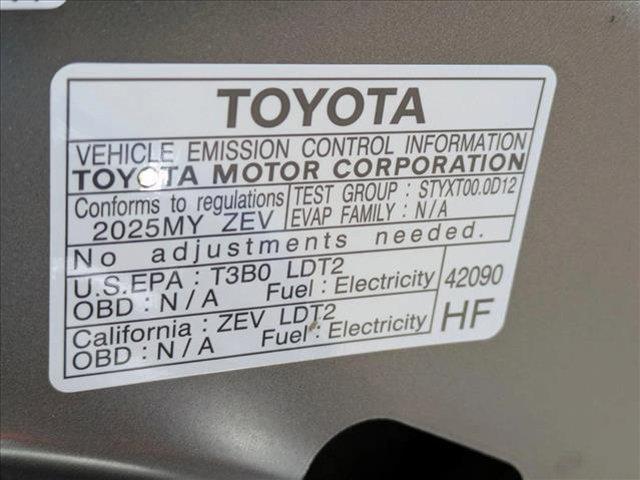 TOYOTA
VEHICLE EMISSION CONTROL INFORMATION
TOYOTA MOTOR CORPORATION
Conforms to regulations
2025MY ZEV
TEST GROUP : STYXT00.0D12
EVAP FAMILY : N/A
No adjustments needed.
U.S.EPA : T3B0 LDT2
OBD : N/A Fuel : Electricity
California : ZEV LDT2
OBD : N/A Fuel : Electricity
42090
HF